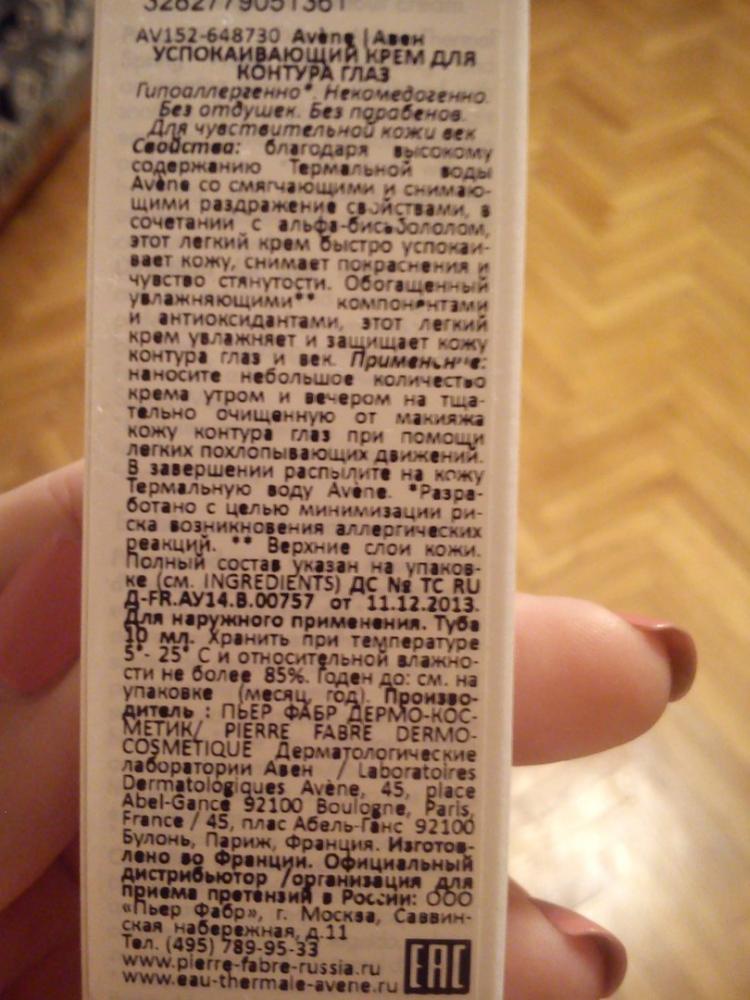 3282779051361
AV152-648730 Avène | Авен
УСПОКАИВАЮЩИЙ КРЕМ ДЛЯ
КОНТУРА ГЛАЗ
Гипоаллергенно* Некомедогенно.
Без отдушек. Без парабенов.
Для чувствительной кожи век
Свойства: благодаря высокому
содержанию Термальной воды
Avène со смягчающими и снимаю-
щими раздражение свойствами, в
сочетании с альфа-бисабололом,
этот легкий крем быстро успокаи-
вает кожу, снимает покраснения и
чувство стянутости. Обогащенный
увлажняющими** компонентами
и антиоксидантами, этот легкий
крем увлажняет и защищает кожу
контура глаз и век. Применение:
наносите небольшое количество
крема утром и вечером на тща-
тельно очищенную от макияжа
кожу контура глаз при помощи
легких похлопывающих движений.
В завершении распылите на кожу
Термальную воду Avène. *Разра-
ботано с целью минимизации ри-
ска возникновения аллергических
реакций. ** Верхние слои кожи.
Полный состав указан на упаков-
ке (см. INGREDIENTS) ДС № ТС RU
Д-FR.АУ14.В.00757 от 11.12.2013.
Для наружного применения. Туба
10 мл. Хранить при температуре
5°- 25° С и относительной влажно-
сти не более 85%. Годен до: см. на
упаковке (месяц, год). Произво-
дитель : ПЬЕР ФАБР ДЕРМО-КОС-
МЕТИК/ PIERRE FABRE DERMO-
COSMETIQUE Дерматологические
лаборатории Авен / Laboratoires
Dermatologiques Avène, 45, place
Abel-Gance 92100 Boulogne, Paris,
France / 45, плас Абель-Ганс 92100
Булонь, Париж, Франция. Изготов-
лено во Франции. Официальный
дистрибьютор /организация для
приема претензий в России: ООО
«Пьер Фабр», г. Москва, Саввин-
ская набережная, д.11
Тел. (495) 789-95-33
www.pierre-fabre-russia.ru
www.eau-thermale-avene.ru EAC